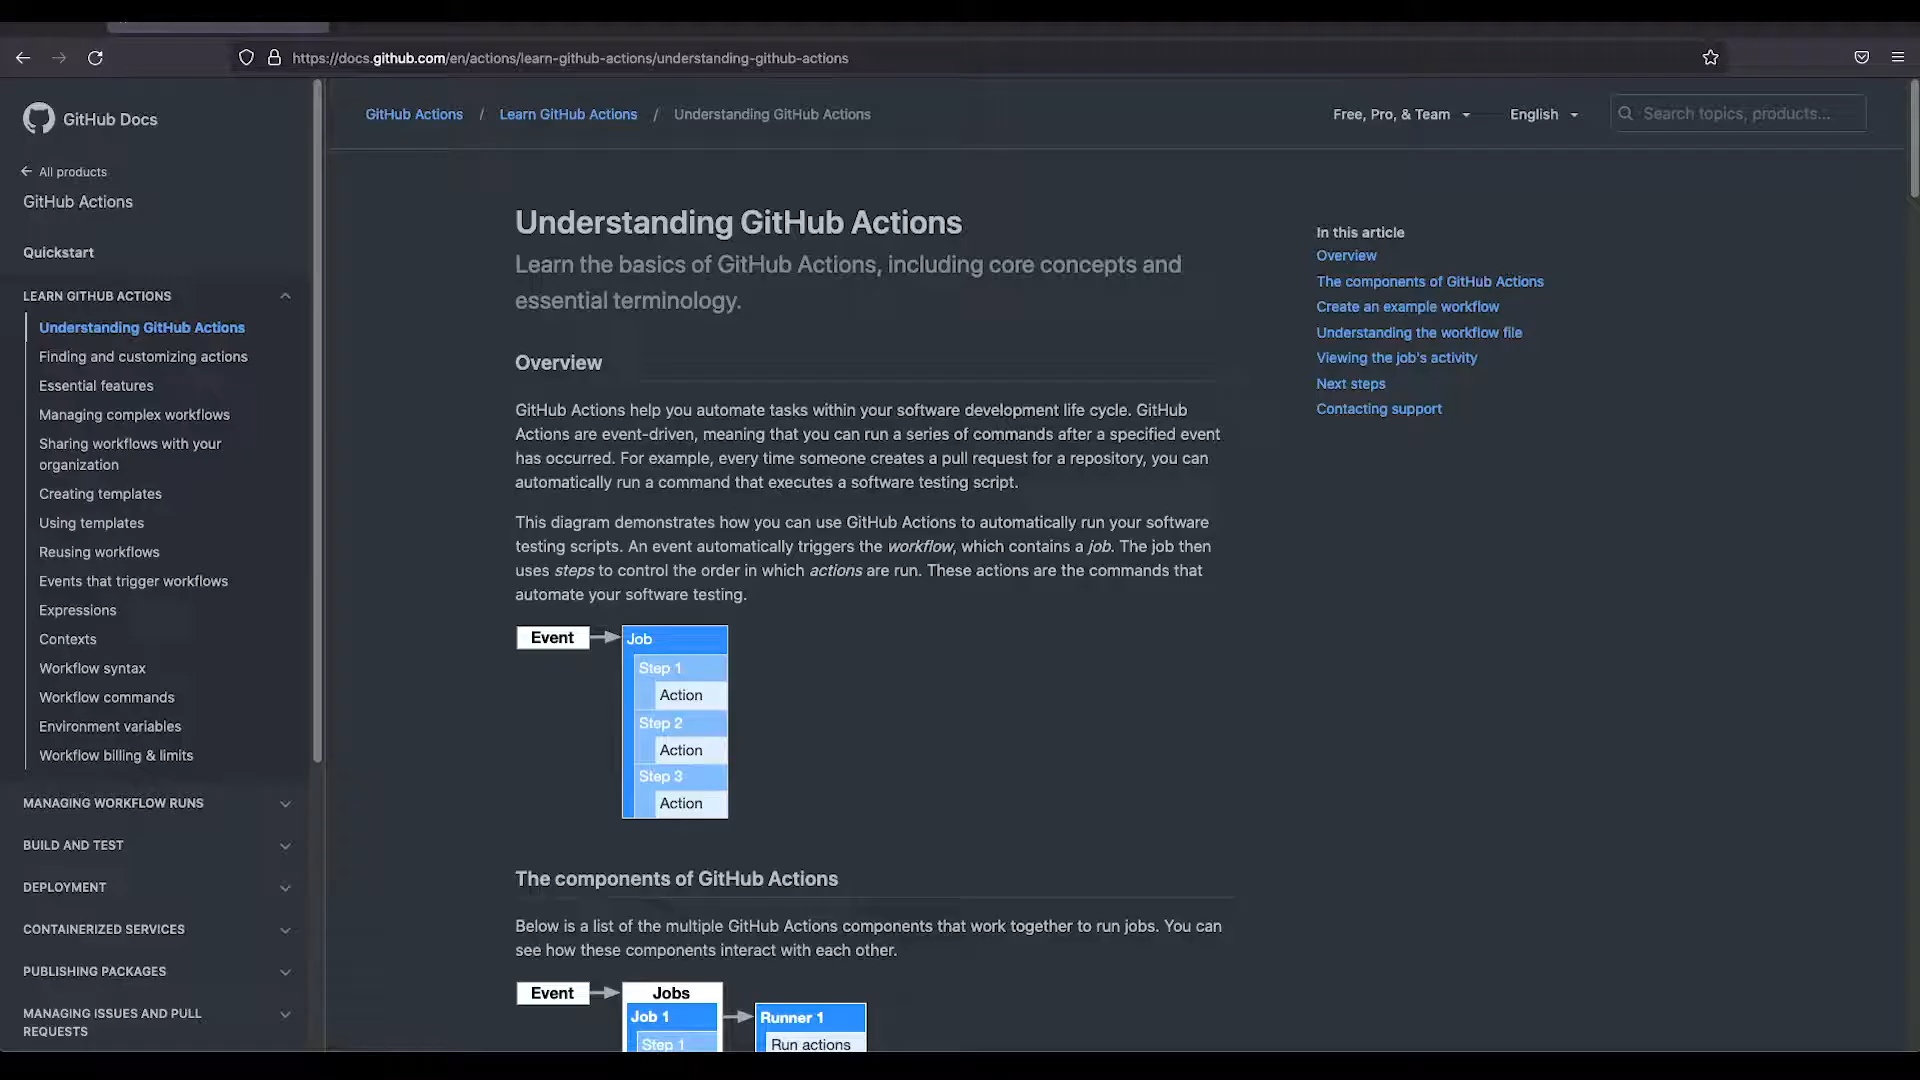 https://docs.github.com/en/actions/learn-github-actions/understanding-github-actions
GitHub Docs
All products
GitHub Actions
Quickstart
LEARN GITHUB ACTIONS
Understanding GitHub Actions
Finding and customizing actions
Essential features
Managing complex workflows
Sharing workflows with your
organization
Creating templates
Using templates
Reusing workflows
Events that trigger workflows
Expressions
Contexts
Workflow syntax
Workflow commands
Environment variables
Workflow billing & limits
MANAGING WORKFLOW RUNS
BUILD AND TEST
DEPLOYMENT
CONTAINERIZED SERVICES
PUBLISHING PACKAGES
MANAGING ISSUES AND PULL
REQUESTS
GitHub Actions / Learn GitHub Actions / Understanding GitHub Actions
Free, Pro, & Team
English
Search topics, products...
Understanding GitHub Actions
Learn the basics of GitHub Actions, including core concepts and
essential terminology.
Overview
GitHub Actions help you automate tasks within your software development life cycle. GitHub
Actions are event-driven, meaning that you can run a series of commands after a specified event
has occurred. For example, every time someone creates a pull request for a repository, you can
automatically run a command that executes a software testing script.
This diagram demonstrates how you can use GitHub Actions to automatically run your software
testing scripts. An event automatically triggers the workflow, which contains a job. The job then
uses steps to control the order in which actions are run. These actions are the commands that
automate your software testing.
Event
Job
Step 1
Action
Step 2
Action
Step 3
Action
The components of GitHub Actions
Below is a list of the multiple GitHub Actions components that work together to run jobs. You can
see how these components interact with each other.
Event
Jobs
Job 1
Step 1
Runner 1
Run actions
In this article
Overview
The components of GitHub Actions
Create an example workflow
Understanding the workflow file
Viewing the job's activity
Next steps
Contacting support